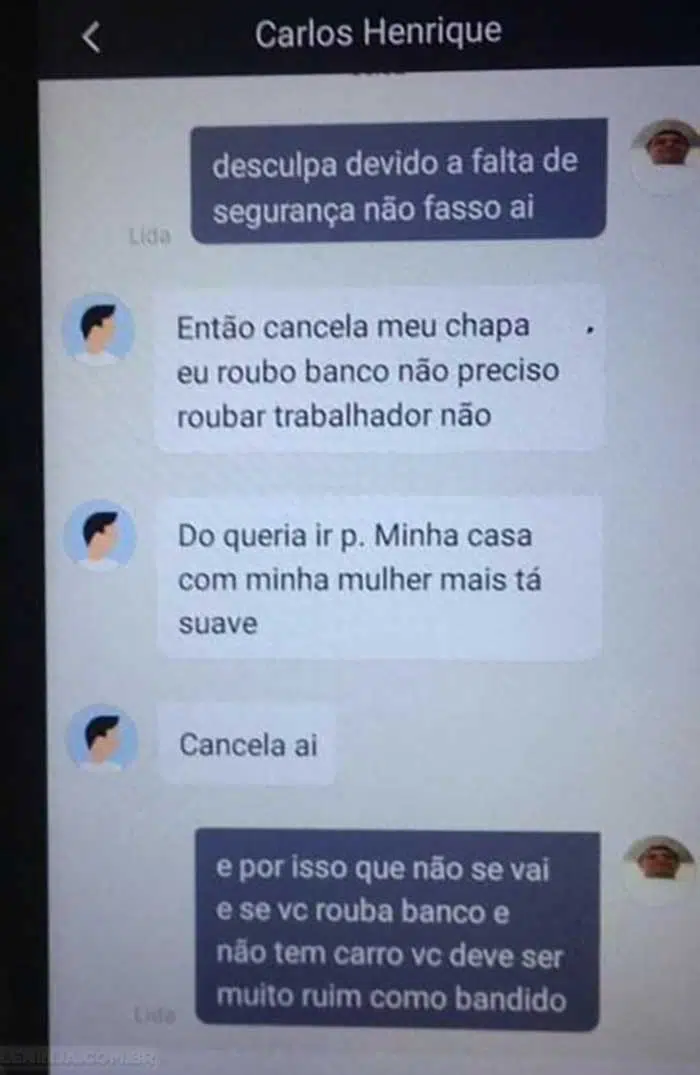 Carlos Henrique
desculpa devido a falta de
segurança não fasso ai
Lida
Então cancela meu chapa
eu roubo banco não preciso
roubar trabalhador não
Do queria ir p. Minha casa
com minha mulher mais tá
suave
Cancela ai
e por isso que não se vai
e se vc rouba banco e
não tem carro vc deve ser
muito ruim como bandido
Lida